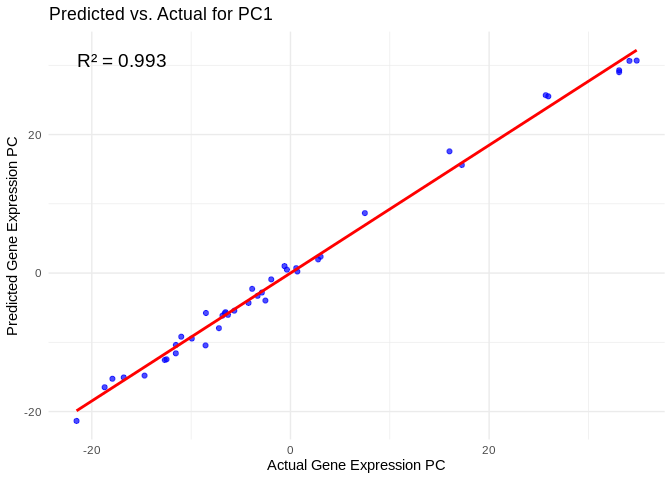 Predicted vs. Actual for PC1
R² = 0.993
Predicted Gene Expression PC
20
0
-20
-20 0 20
Actual Gene Expression PC